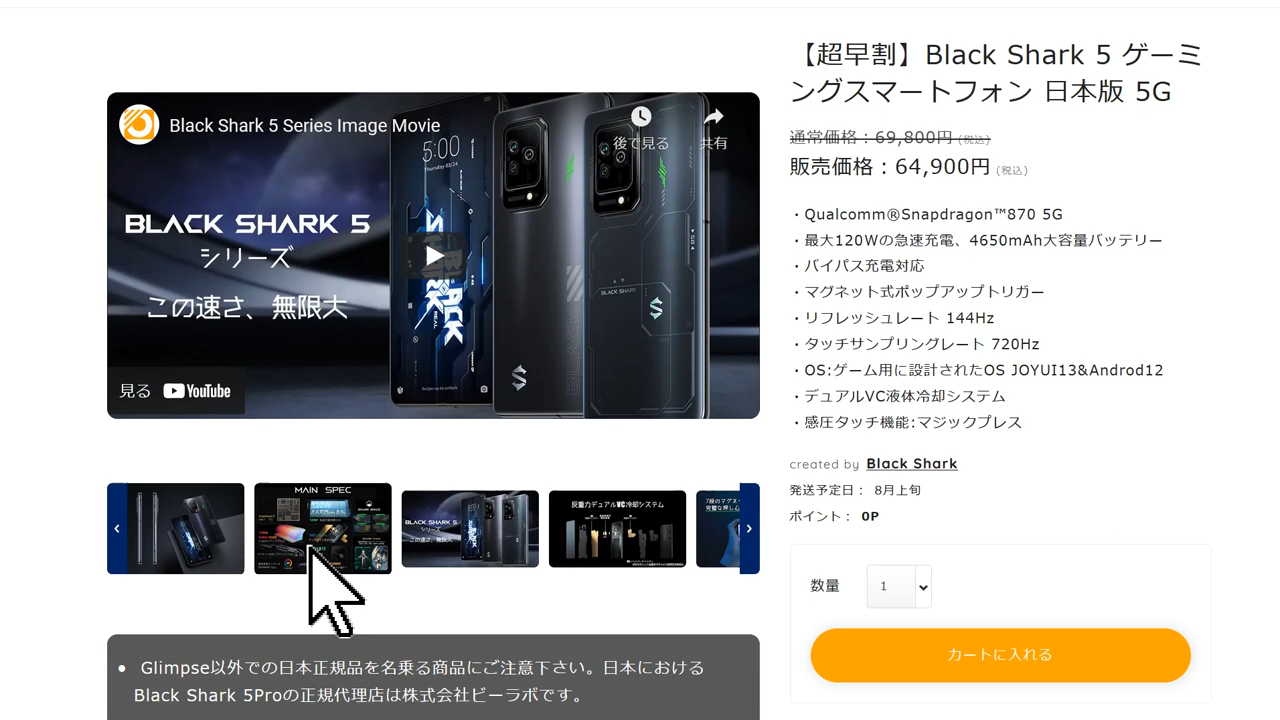 【超早割】Black Shark 5 ゲーミ
ングスマートフォン 日本版 5G
通常価格：69,800円 (税込)
販売価格：64,900円 (税込)
・Qualcomm®Snapdragon™870 5G
・最大120Wの急速充電、4650mAh大容量バッテリー
・バイパス充電対応
・マグネット式ポップアップトリガー
・リフレッシュレート 144Hz
・タッチサンプリングレート 720Hz
・OS:ゲーム用に設計されたOS JOYUI13&Androd12
・デュアルVC液体冷却システム
・感圧タッチ機能:マジックプレス
created by Black Shark
発送予定日： 8月上旬
ポイント： 0P
数量 1
カートに入れる
Black Shark 5 Series Image Movie
後で見る 共有
BLACK SHARK 5
シリーズ
この速さ、無限大
5:00
Thursday 03/24
BLACK SHARK
見る YouTube
MAIN SPEC
BLACK SHARK 5
シリーズ
この速さ、無限大
反重力デュアルVC冷却システム
• Glimpse以外での日本正規品を名乗る商品にご注意下さい。日本における
Black Shark 5Proの正規代理店は株式会社ビーラボです。